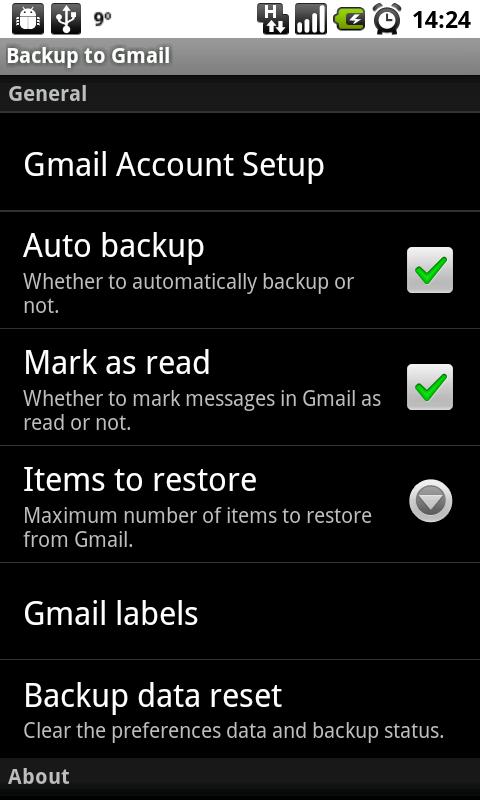 9° H 14:24
Backup to Gmail
General
Gmail Account Setup
Auto backup
Whether to automatically backup or
not.
Mark as read
Whether to mark messages in Gmail as
read or not.
Items to restore
Maximum number of items to restore
from Gmail.
Gmail labels
Backup data reset
Clear the preferences data and backup status.
About